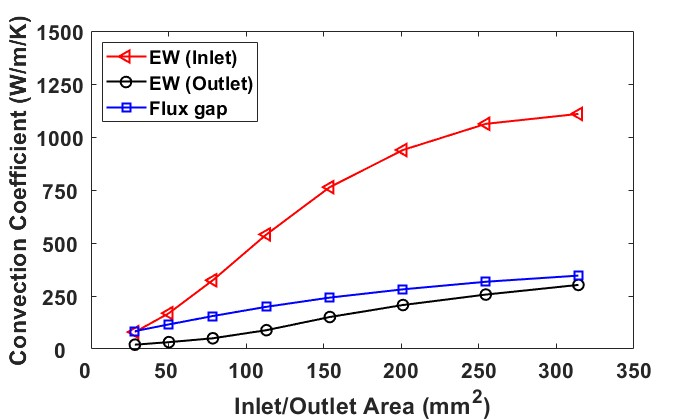 Convection Coefficient (W/m/K)
1500
1250
1000
750
500
250
0
EW (Inlet)
EW (Outlet)
Flux gap
0 50 100 150 200 250 300 350
Inlet/Outlet Area (mm²)